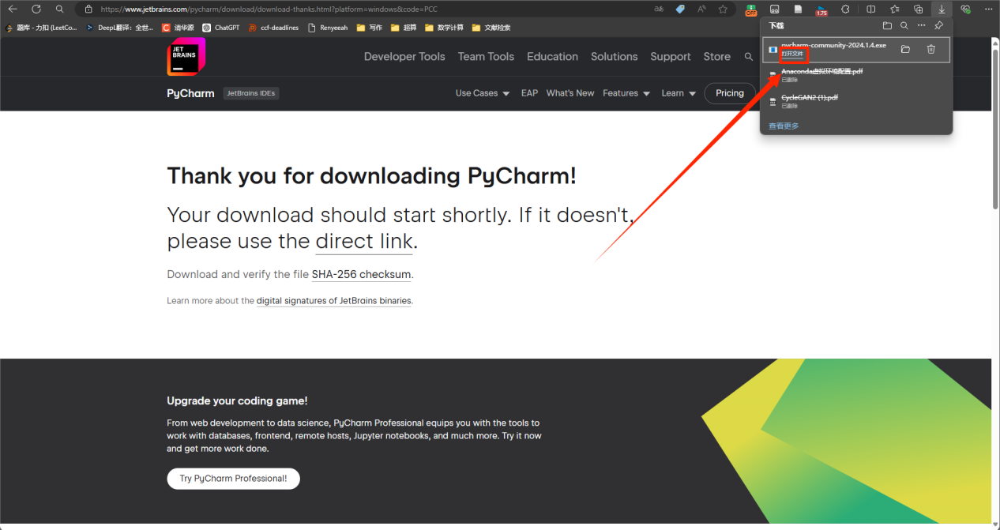 https://www.jetbrains.com/pycharm/download/download-thanks.html?platform=windows&code=PCC
OFF
1.75
题库 - 力扣 (LeetCo...
DeepL翻译：全世...
清华源
ChatGPT
ccf-deadlines
Renyeeah
写作
超算
数学计算
文献检索
下载
pycharm-community-2024.1.4.exe
打开文件
Anaconda虚拟环境配置.pdf
已删除
CycleGAN2 (1).pdf
已删除
查看更多
JET
BRAINS
Developer Tools
Team Tools
Education
Solutions
Support
Store
PyCharm
JetBrains IDEs
Use Cases
EAP
What's New
Features
Learn
Pricing
Thank you for downloading PyCharm!
Your download should start shortly. If it doesn't,
please use the direct link.
Download and verify the file SHA-256 checksum.
Learn more about the digital signatures of JetBrains binaries.
Upgrade your coding game!
From web development to data science, PyCharm Professional equips you with the tools to
work with databases, frontend, remote hosts, Jupyter notebooks, and much more. Try it now
and get more work done.
Try PyCharm Professional!